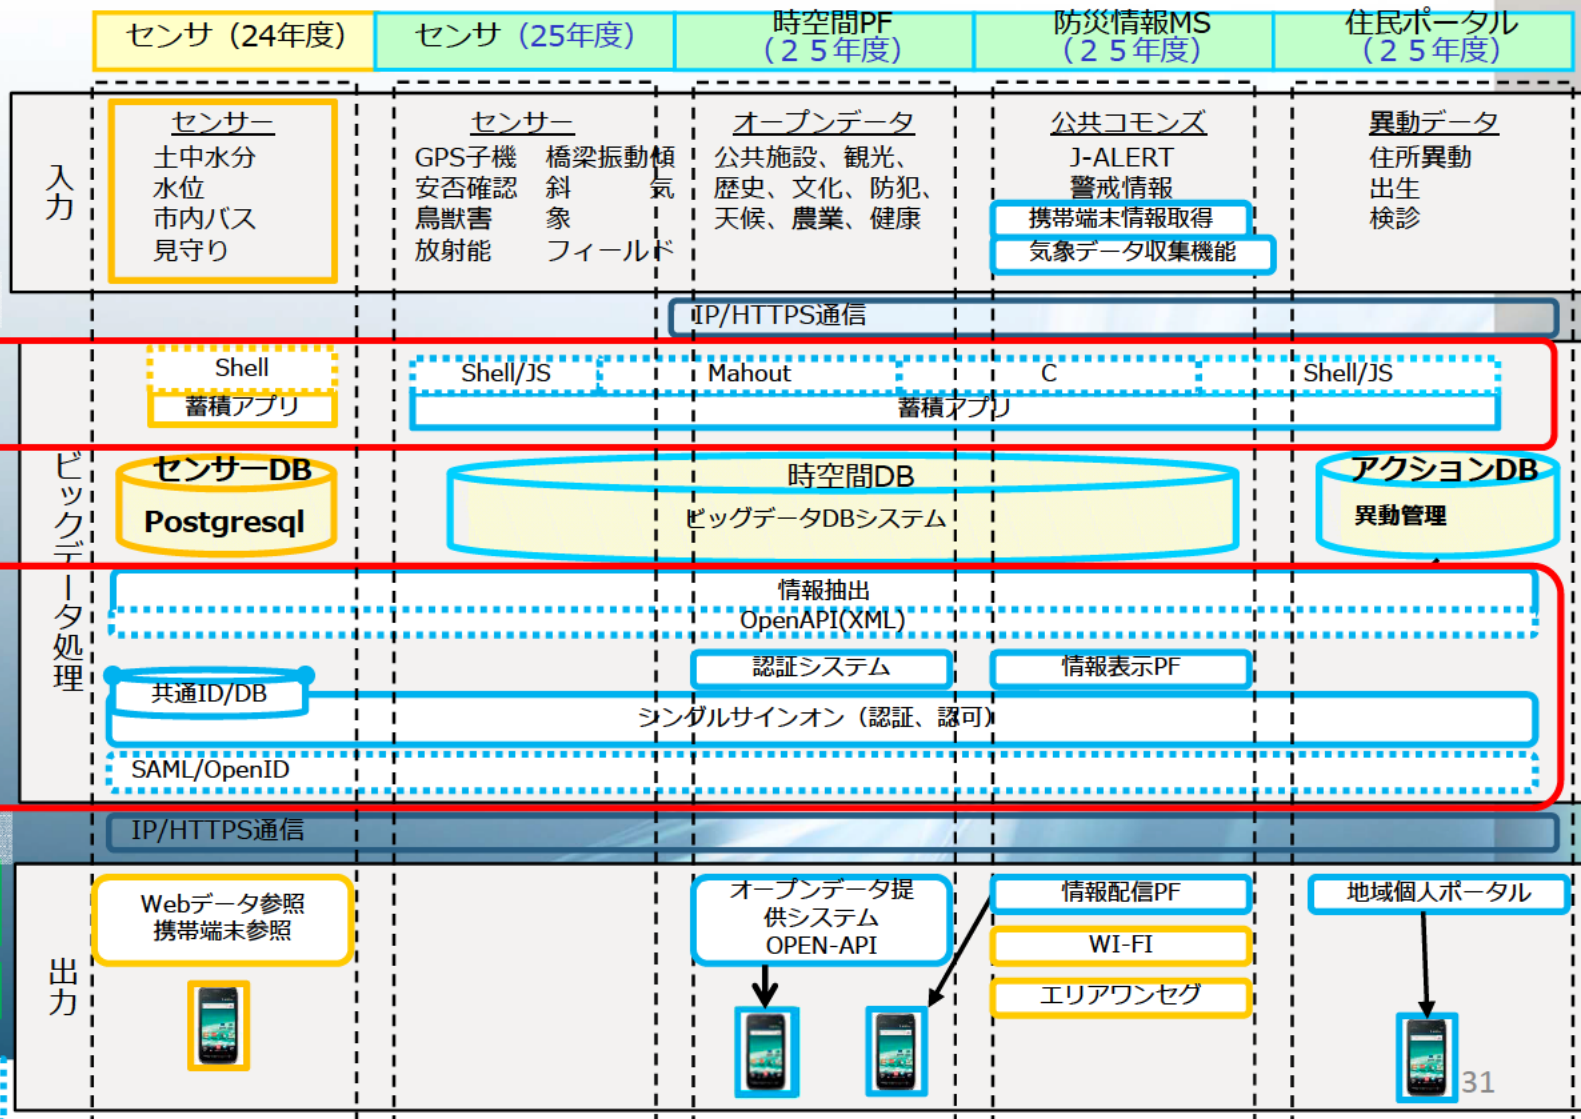 センサ（24年度）
センサ（25年度）
時空間PF
（２５年度）
防災情報MS
（２５年度）
住民ポータル
（２５年度）
入力
センサー
土中水分
水位
市内バス
見守り
センサー
GPS子機　橋梁振動傾
安否確認　斜　　　気
鳥獣害　　象
放射能　　フィールド
オープンデータ
公共施設、観光、
歴史、文化、防犯、
天候、農業、健康
公共コモンズ
J-ALERT
警戒情報
携帯端末情報取得
気象データ収集機能
異動データ
住所異動
出生
検診
IP/HTTPS通信
ビックデータ処理
Shell
蓄積アプリ
Shell/JS
Mahout
C
Shell/JS
蓄積アプリ
センサーDB
Postgresql
時空間DB
ビッグデータDBシステム
アクションDB
異動管理
情報抽出
OpenAPI(XML)
認証システム
情報表示PF
共通ID/DB
シングルサインオン（認証、認可）
SAML/OpenID
IP/HTTPS通信
出力
Webデータ参照
携帯端末参照
オープンデータ提
供システム
OPEN-API
情報配信PF
WI-FI
エリアワンセグ
地域個人ポータル
31